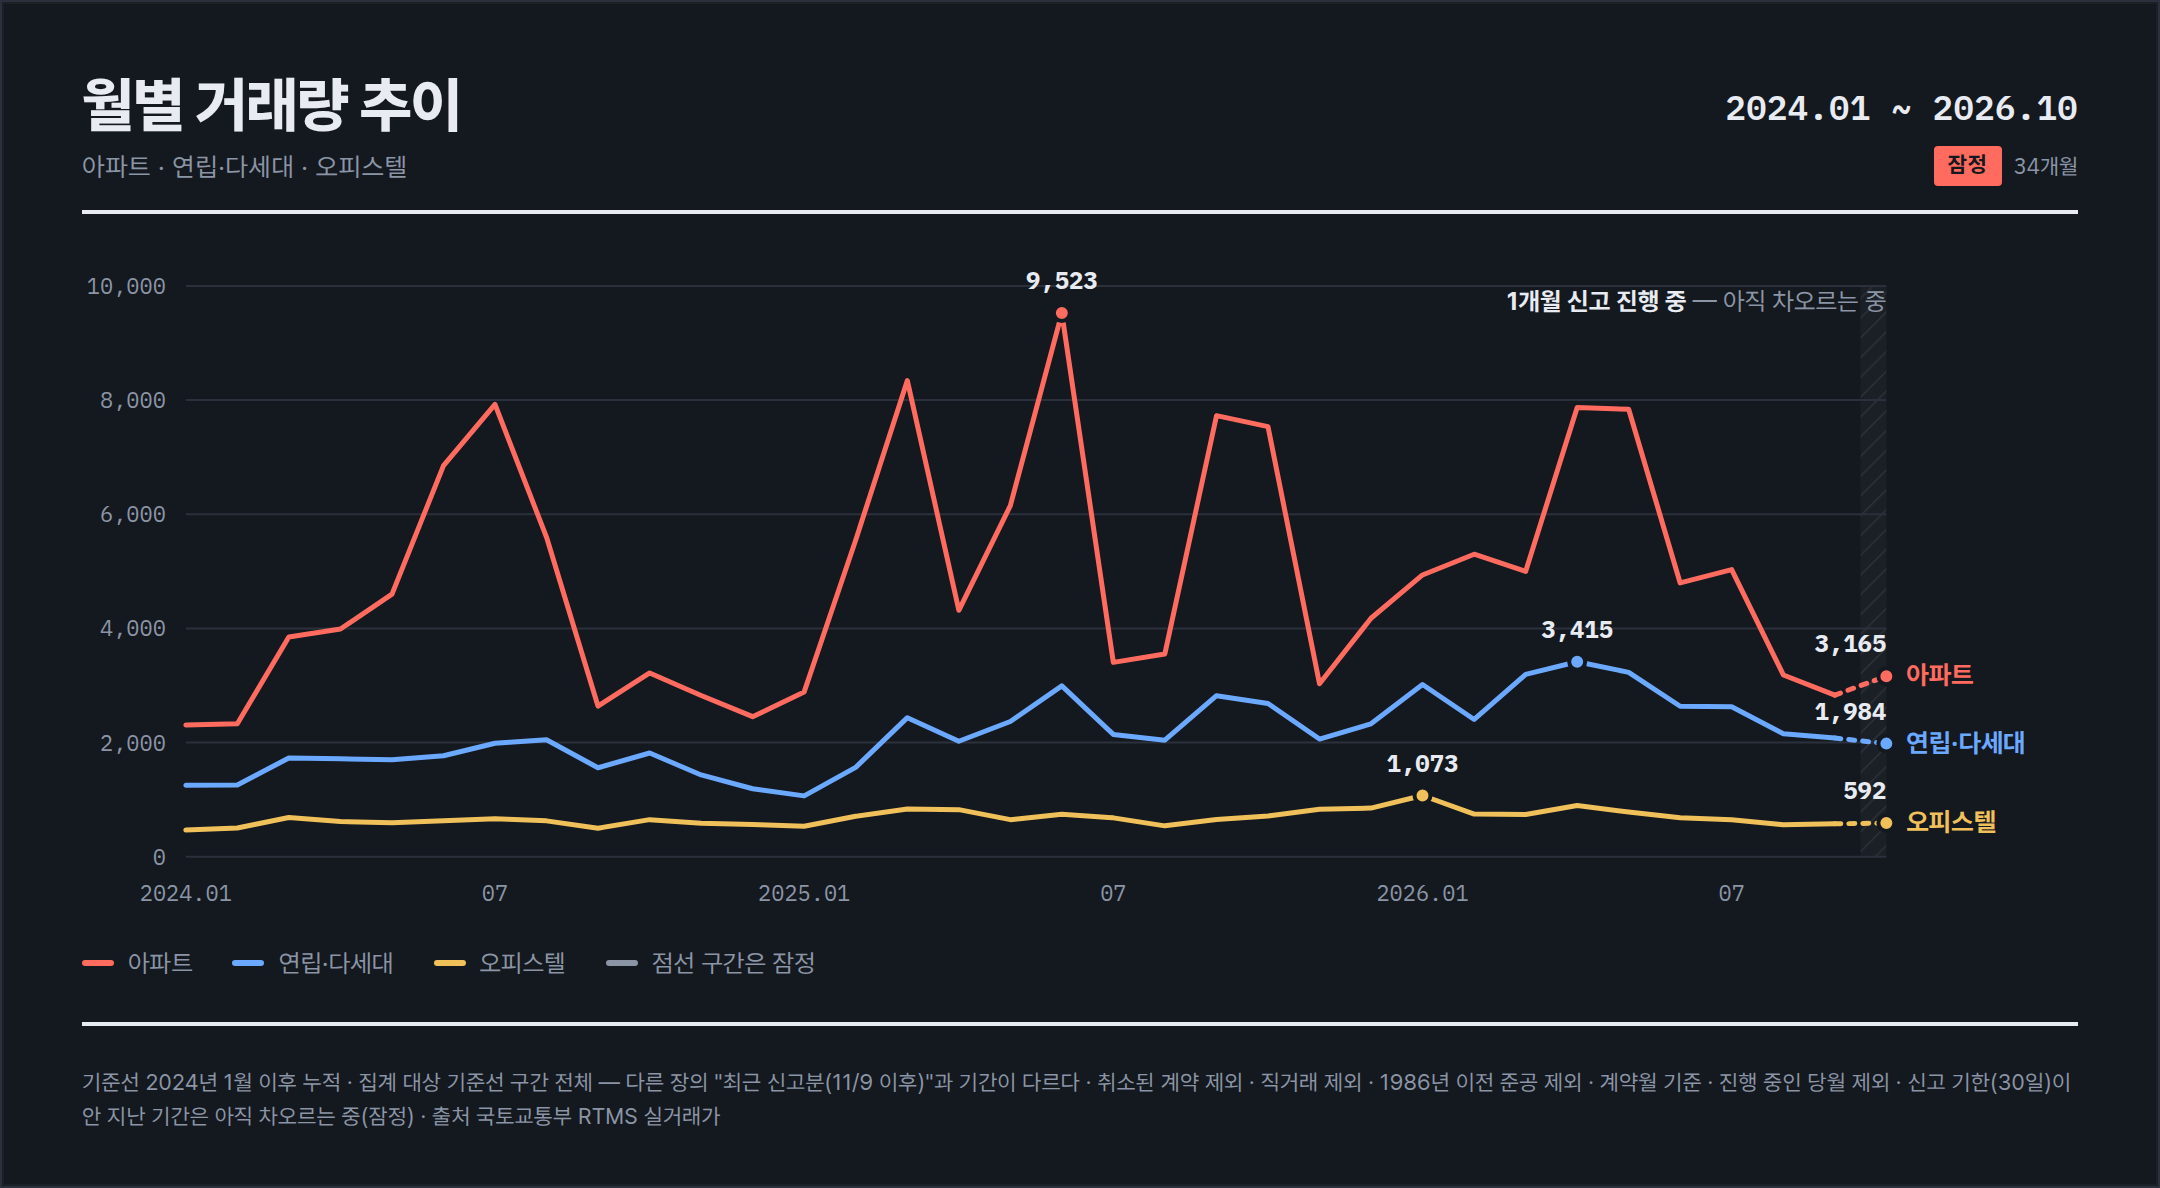 월별 거래량 추이
2024.01 ~ 2026.10
아파트 · 연립·다세대 · 오피스텔
잠정 34개월
10,000
9,523
1개월 신고 진행 중 — 아직 차오르는 중
8,000
6,000
4,000
3,415
3,165
아파트
1,984
2,000
연립·다세대
1,073
592
오피스텔
0
2024.01 07 2025.01 07 2026.01 07
아파트 연립·다세대 오피스텔 점선 구간은 잠정
기준선 2024년 1월 이후 누적 · 집계 대상 기준선 구간 전체 — 다른 장의 "최근 신고분(11/9 이후)"과 기간이 다르다 · 취소된 계약 제외 · 직거래 제외 · 1986년 이전 준공 제외 · 계약월 기준 · 진행 중인 당월 제외 · 신고 기한(30일)이
안 지난 기간은 아직 차오르는 중(잠정) · 출처 국토교통부 RTMS 실거래가